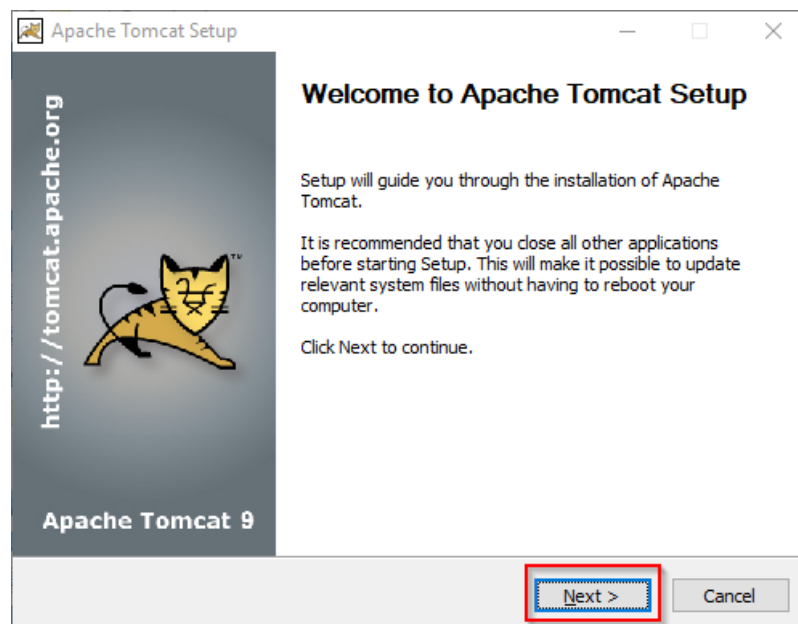 Apache Tomcat Setup
http://tomcat.apache.org
TM
Apache Tomcat 9
Welcome to Apache Tomcat Setup
Setup will guide you through the installation of Apache
Tomcat.
It is recommended that you close all other applications
before starting Setup. This will make it possible to update
relevant system files without having to reboot your
computer.
Click Next to continue.
Next >
Cancel